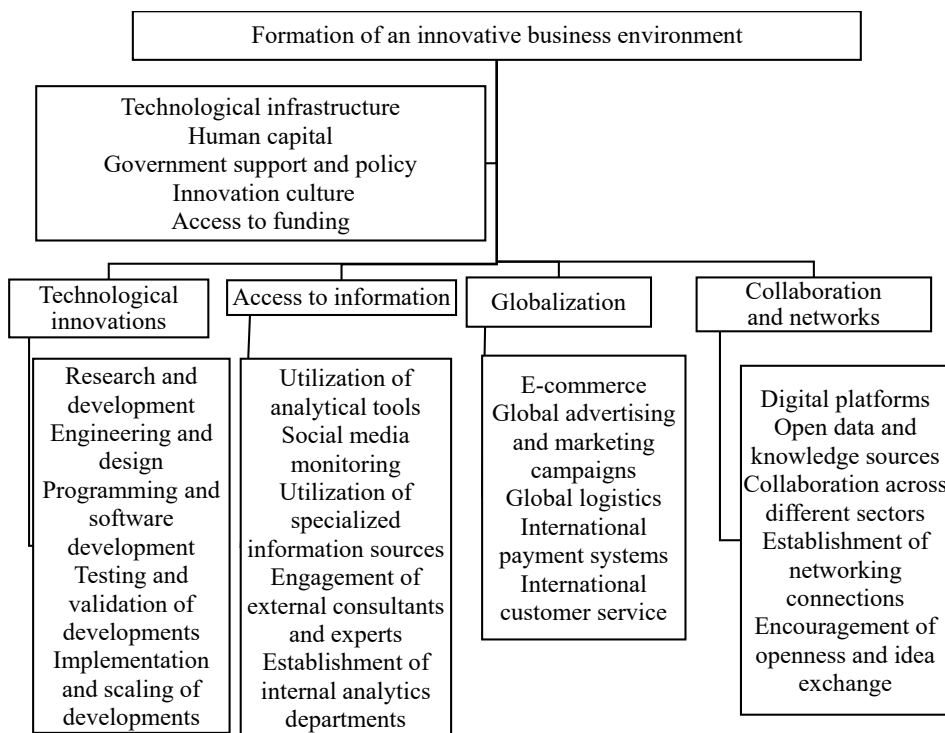 Formation of an innovative business environment
Technological infrastructure
Human capital
Government support and policy
Innovation culture
Access to funding
Technological
innovations
Access to information
Globalization
Collaboration
and networks
Research and
development
Engineering and
design
Programming and
software
development
Testing and
validation of
developments
Implementation
and scaling of
developments
Utilization of
analytical tools
Social media
monitoring
Utilization of
specialized
information sources
Engagement of
external consultants
and experts
Establishment of
internal analytics
departments
E-commerce
Global advertising
and marketing
campaigns
Global logistics
International
payment systems
International
customer service
Digital platforms
Open data and
knowledge sources
Collaboration across
different sectors
Establishment of
networking
connections
Encouragement of
openness and idea
exchange